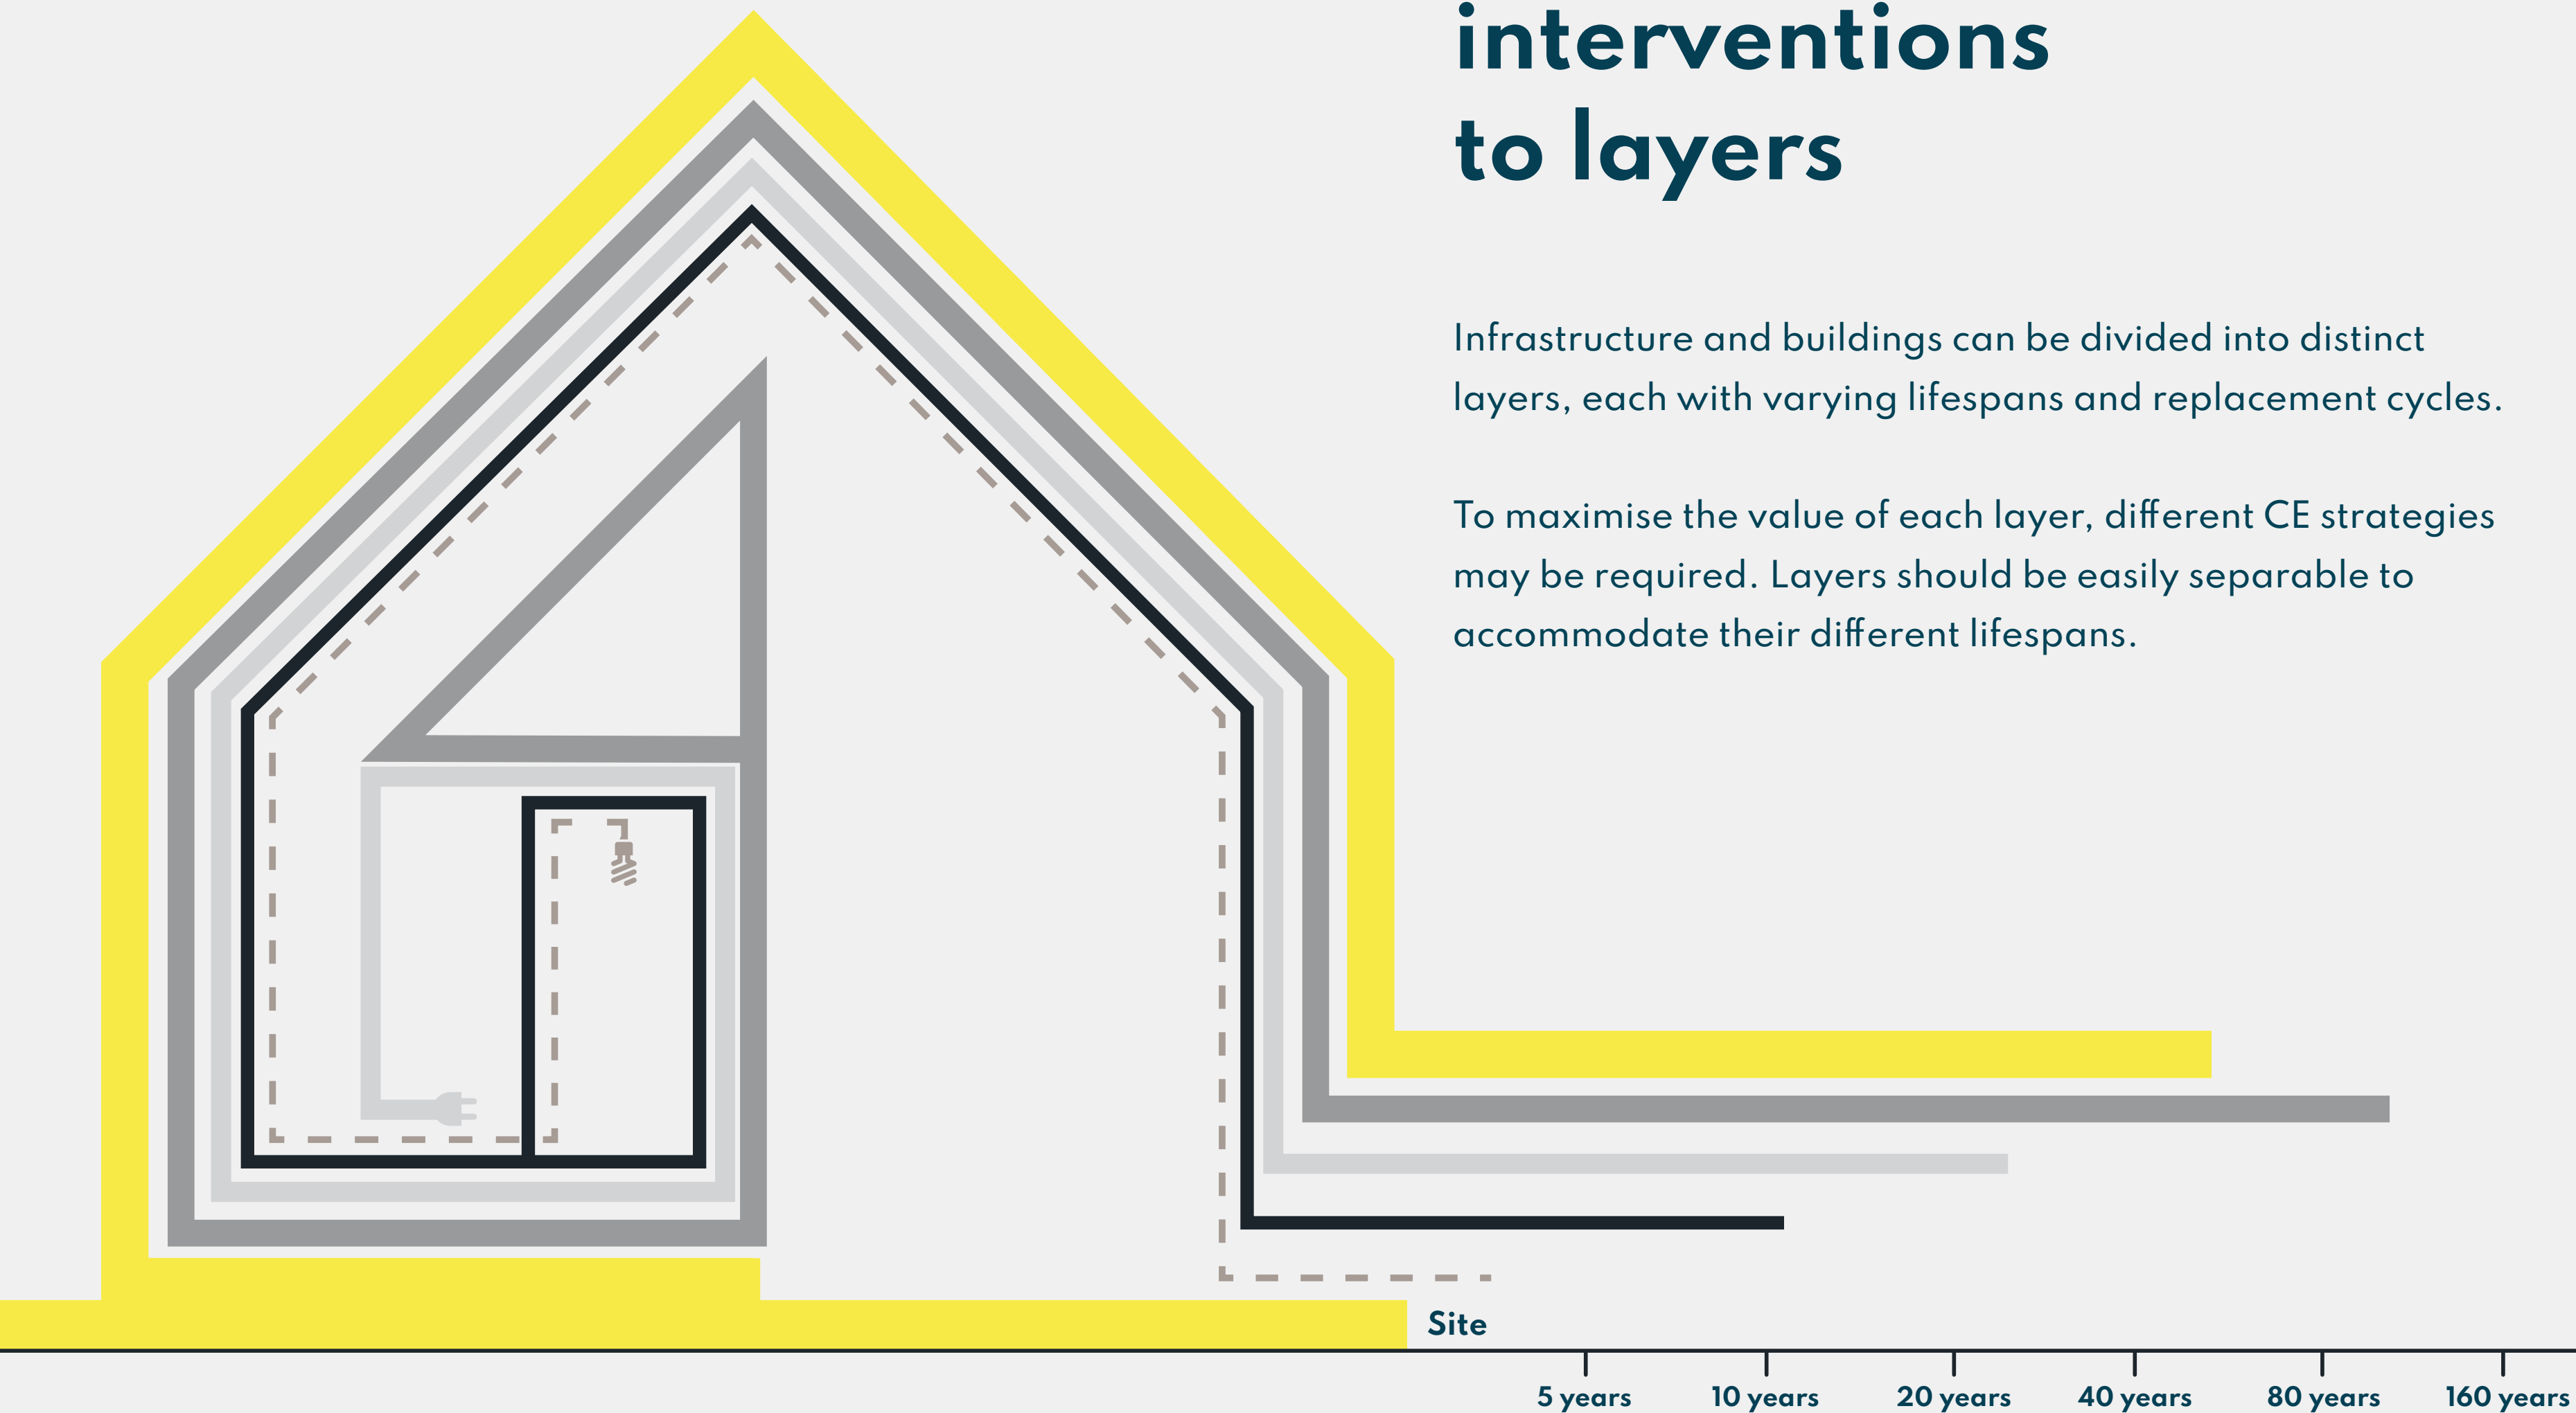 interventions
to layers
Infrastructure and buildings can be divided into distinct
layers, each with varying lifespans and replacement cycles.
To maximise the value of each layer, different CE strategies
may be required. Layers should be easily separable to
accommodate their different lifespans.
Site
5 years 10 years 20 years 40 years 80 years 160 years